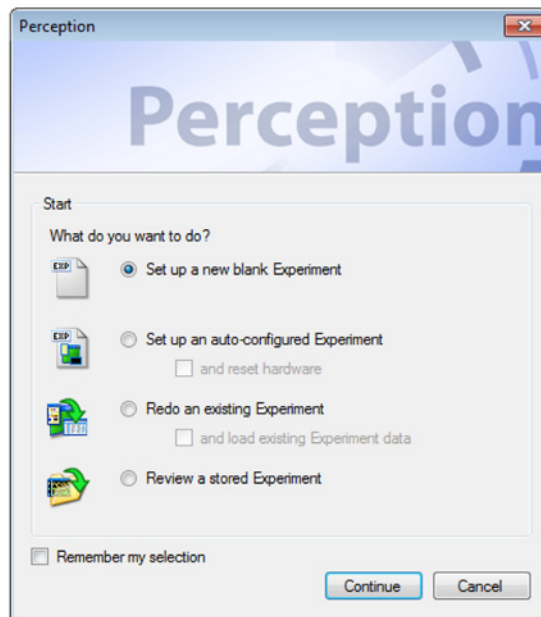 Perception
Perception
Start
What do you want to do?
EXP
Set up a new blank Experiment
EXP
Set up an auto-configured Experiment
and reset hardware
Redo an existing Experiment
and load existing Experiment data
Review a stored Experiment
Remember my selection
Continue
Cancel